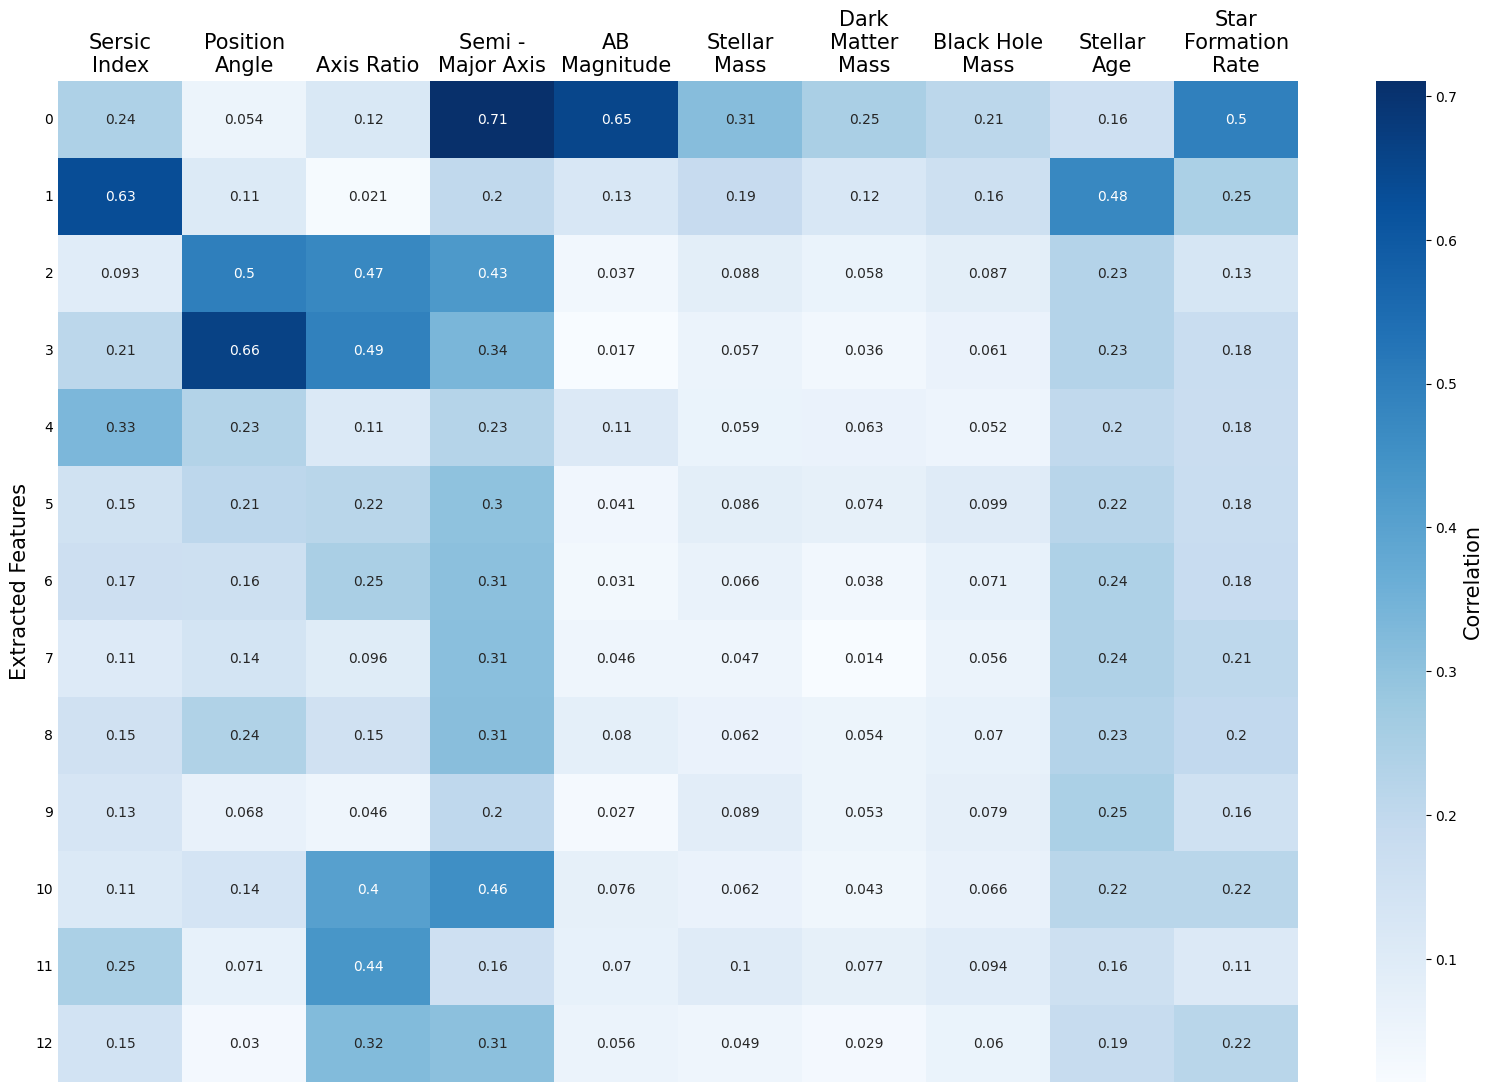 Sersic Index
Position Angle
Axis Ratio
Semi - Major Axis
AB Magnitude
Stellar Mass
Dark Matter Mass
Black Hole Mass
Stellar Age
Star Formation Rate
0 0.24 0.054 0.12 0.71 0.65 0.31 0.25 0.21 0.16 0.5
1 0.63 0.11 0.021 0.2 0.13 0.19 0.12 0.16 0.48 0.25
2 0.093 0.5 0.47 0.43 0.037 0.088 0.058 0.087 0.23 0.13
3 0.21 0.66 0.49 0.34 0.017 0.057 0.036 0.061 0.23 0.18
4 0.33 0.23 0.11 0.23 0.11 0.059 0.063 0.052 0.2 0.18
5 0.15 0.21 0.22 0.3 0.041 0.086 0.074 0.099 0.22 0.18
6 0.17 0.16 0.25 0.31 0.031 0.066 0.038 0.071 0.24 0.18
7 0.11 0.14 0.096 0.31 0.046 0.047 0.014 0.056 0.24 0.21
8 0.15 0.24 0.15 0.31 0.08 0.062 0.054 0.07 0.23 0.2
9 0.13 0.068 0.046 0.2 0.027 0.089 0.053 0.079 0.25 0.16
10 0.11 0.14 0.4 0.46 0.076 0.062 0.043 0.066 0.22 0.22
11 0.25 0.071 0.44 0.16 0.07 0.1 0.077 0.094 0.16 0.11
12 0.15 0.03 0.32 0.31 0.056 0.049 0.029 0.06 0.19 0.22
Extracted Features
0.7
0.6
0.5
0.4
0.3
0.2
0.1
Correlation